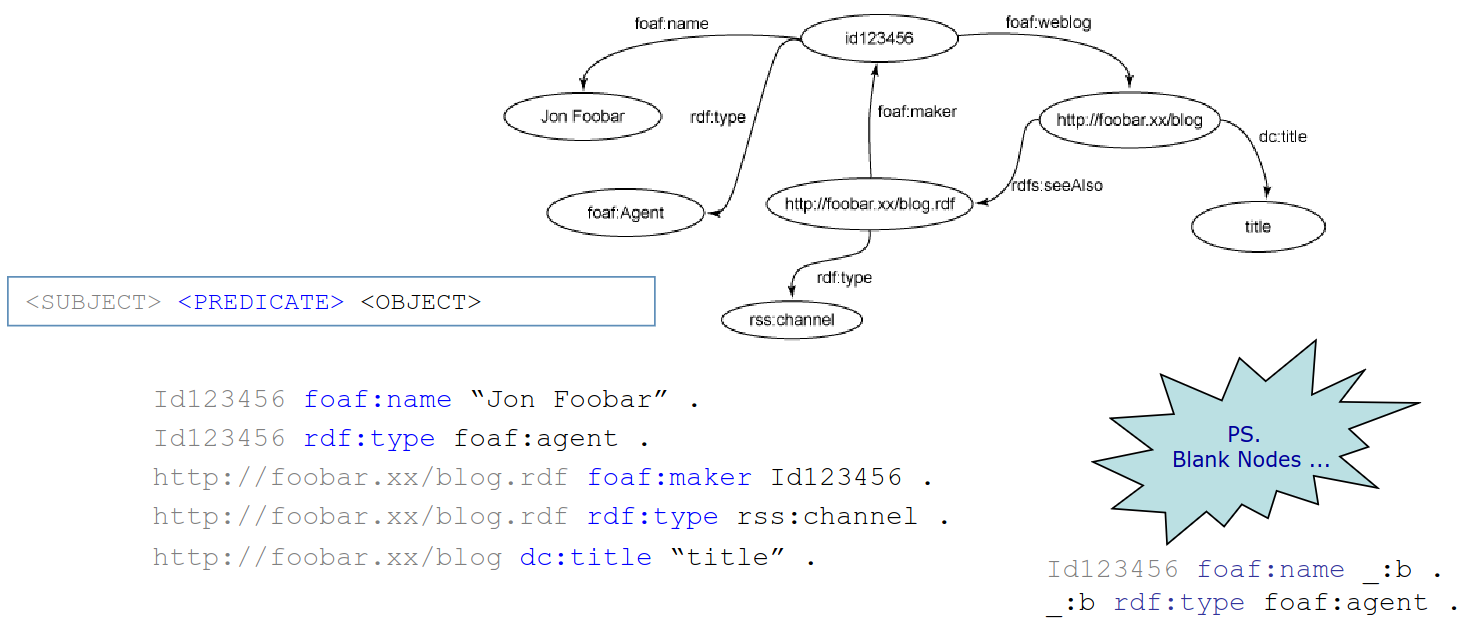 foaf:name
id123456
foaf:weblog
Jon Foobar
rdf:type
foaf:maker
http://foobar.xx/blog
dc:title
rdfs:seeAlso
foaf:Agent
http://foobar.xx/blog.rdf
title
rdf:type
rss:channel
<SUBJECT> <PREDICATE> <OBJECT>
Id123456 foaf:name “Jon Foobar” .
Id123456 rdf:type foaf:agent .
http://foobar.xx/blog.rdf foaf:maker Id123456 .
http://foobar.xx/blog.rdf rdf:type rss:channel .
http://foobar.xx/blog dc:title “title” .
PS.
Blank Nodes ...
Id123456 foaf:name _:b .
_:b rdf:type foaf:agent .